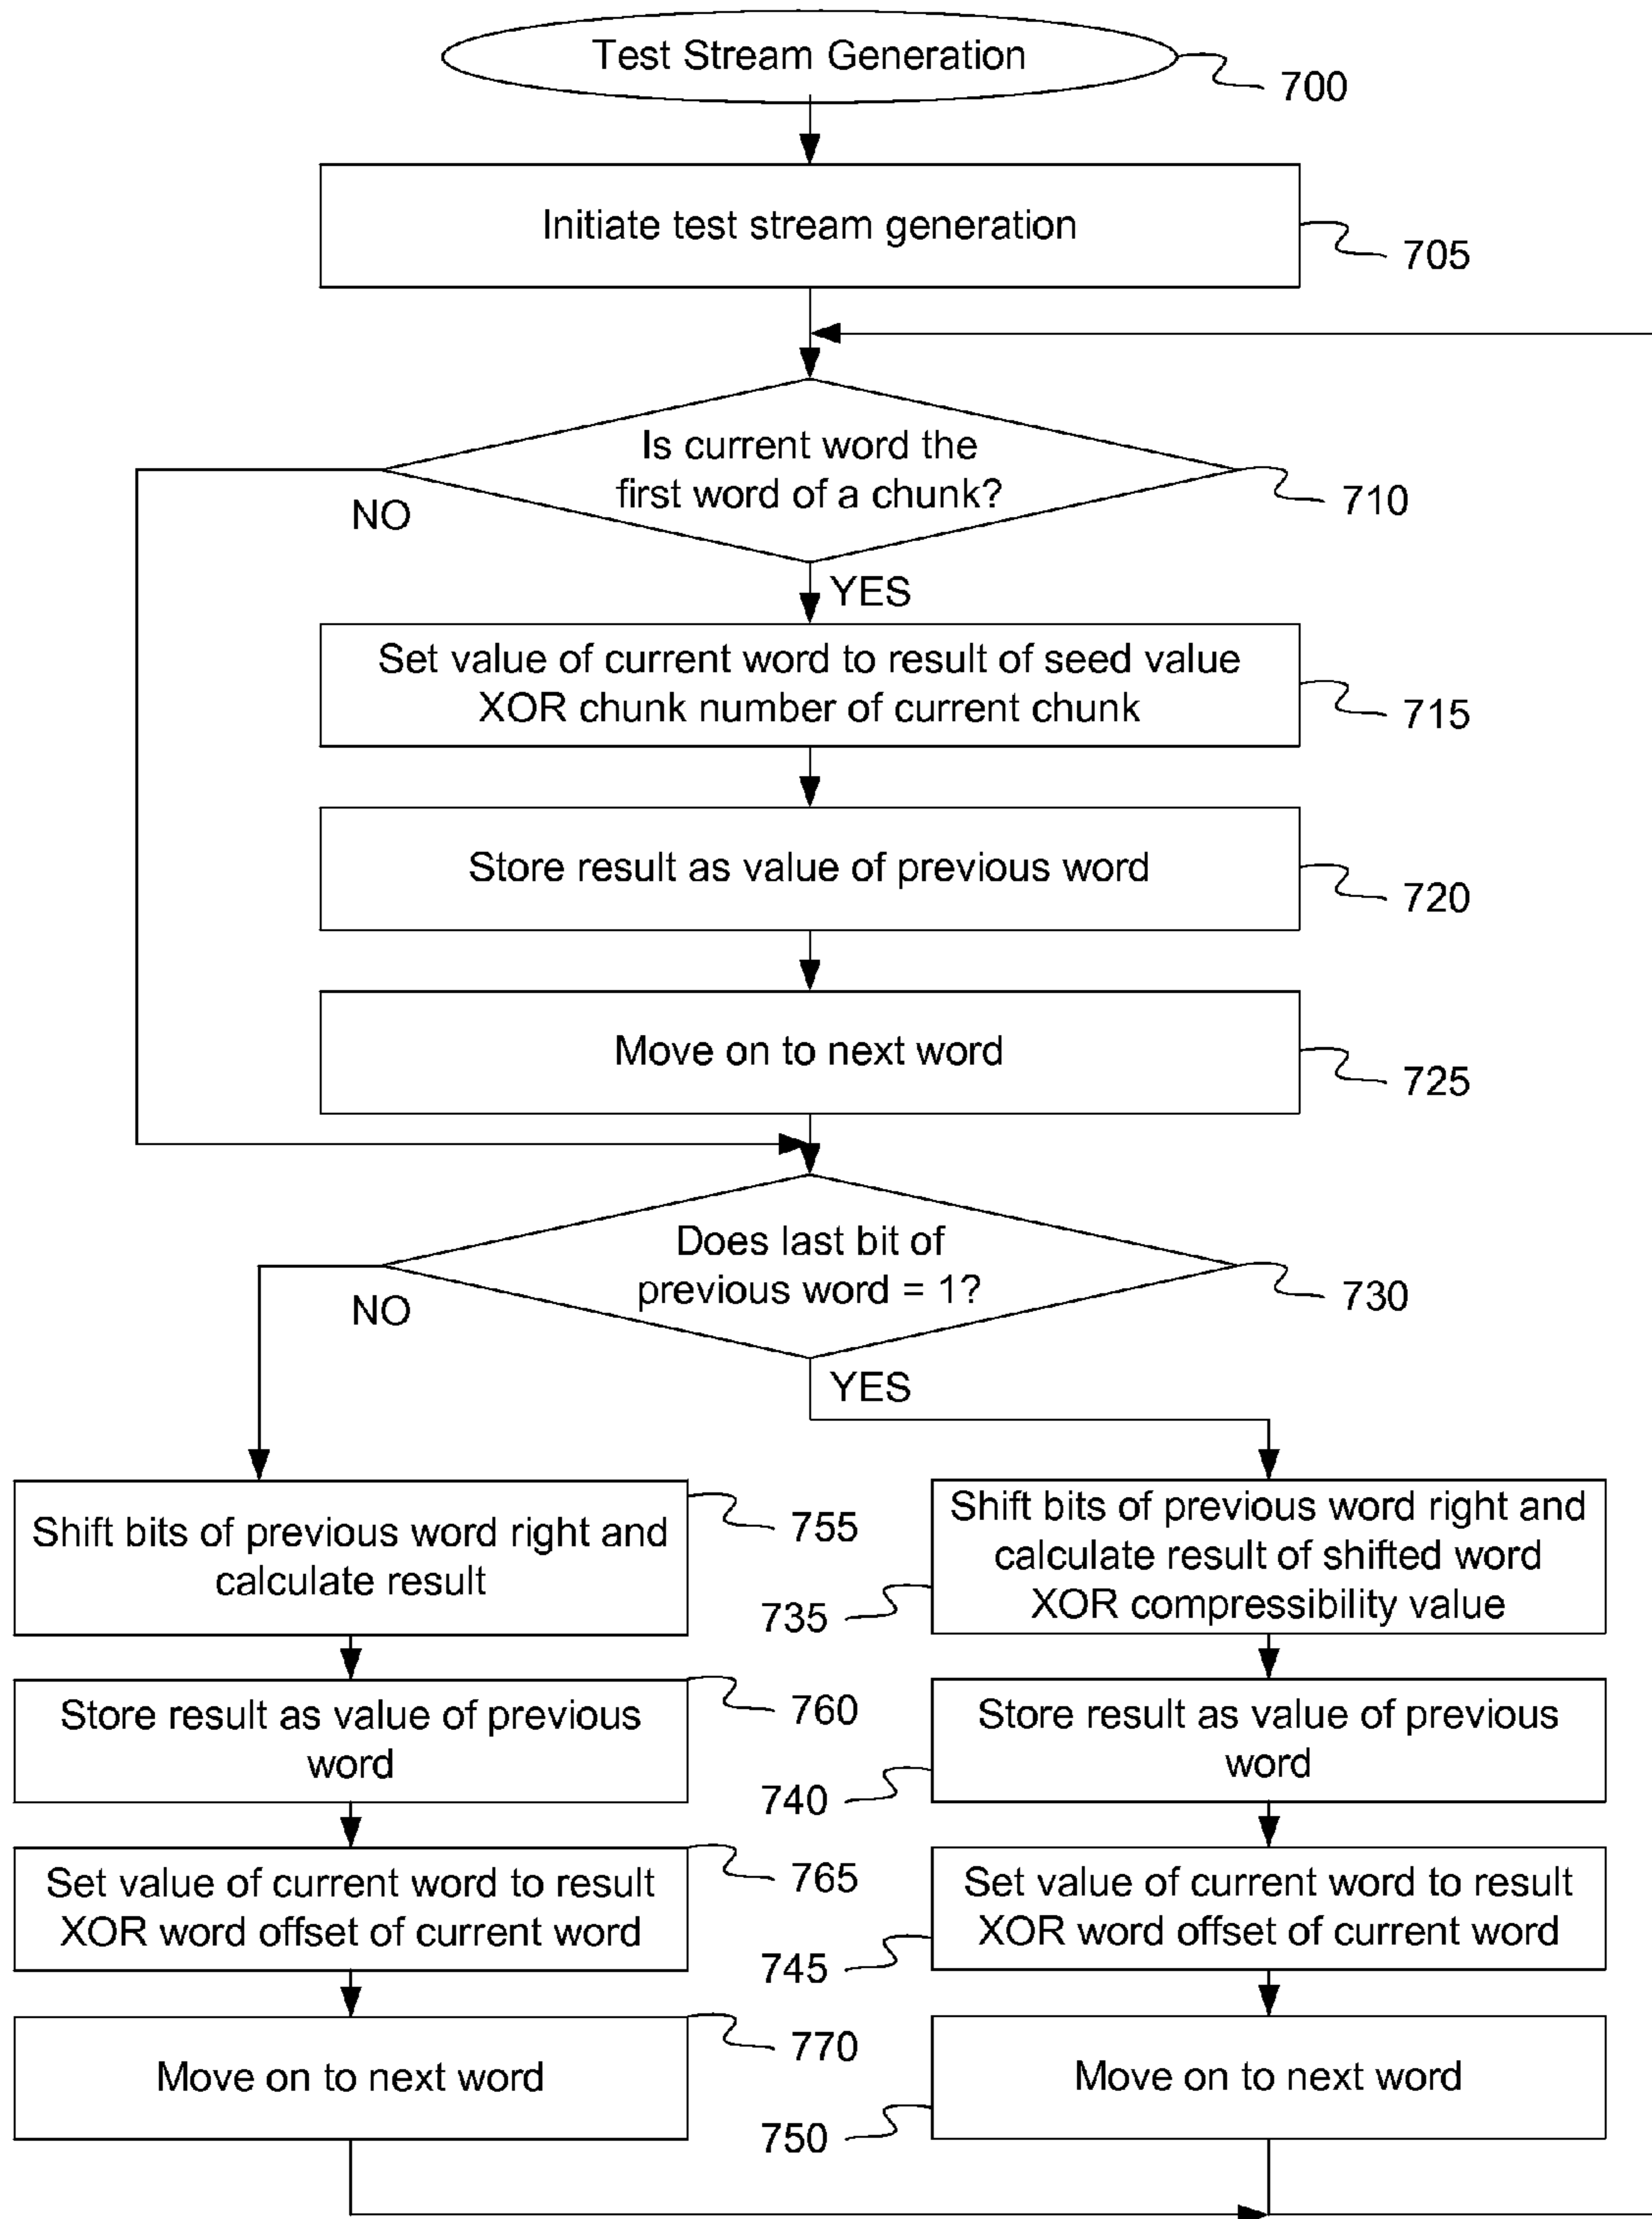 Test Stream Generation
700
Initiate test stream generation
705
Is current word the
first word of a chunk?
710
NO
YES
Set value of current word to result of seed value
XOR chunk number of current chunk
715
Store result as value of previous word
720
Move on to next word
725
Does last bit of
previous word = 1?
730
NO
YES
Shift bits of previous word right and
calculate result
755
Shift bits of previous word right and
calculate result of shifted word
XOR compressibility value
735
Store result as value of previous
word
760
Store result as value of previous
word
740
Set value of current word to result
XOR word offset of current word
765
Set value of current word to result
XOR word offset of current word
745
Move on to next word
770
Move on to next word
750